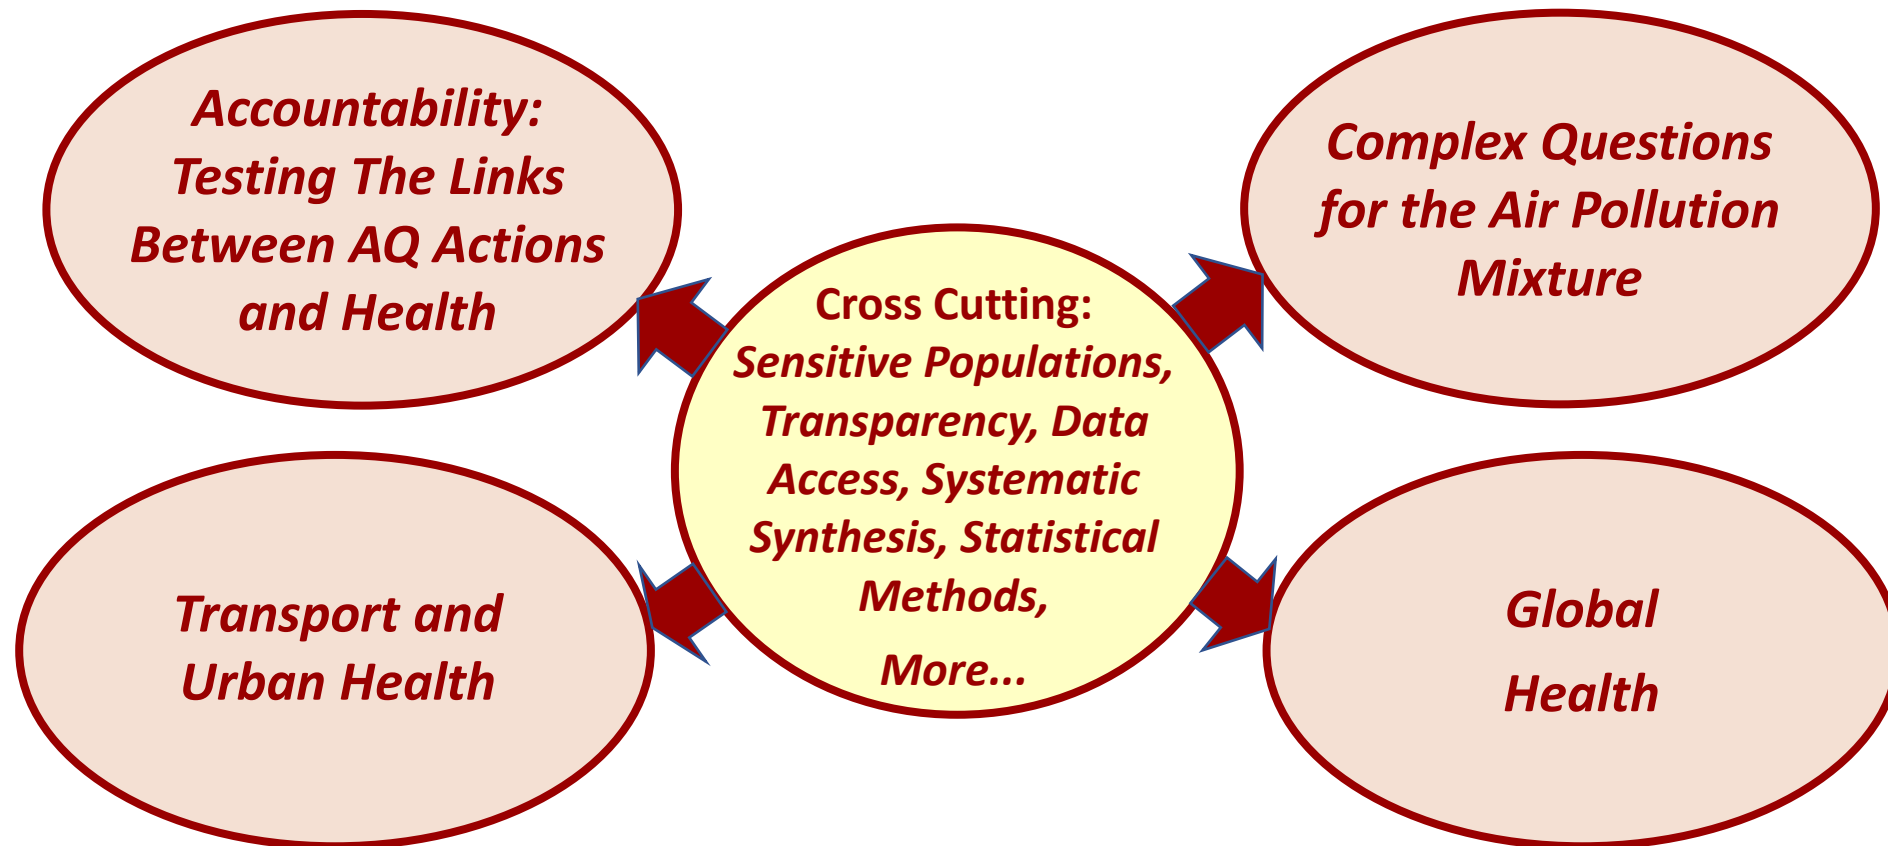 Accountability:
Testing The Links
Between AQ Actions
and Health
Complex Questions
for the Air Pollution
Mixture
Cross Cutting:
Sensitive Populations,
Transparency, Data
Access, Systematic
Synthesis, Statistical
Methods,
More...
Transport and
Urban Health
Global
Health